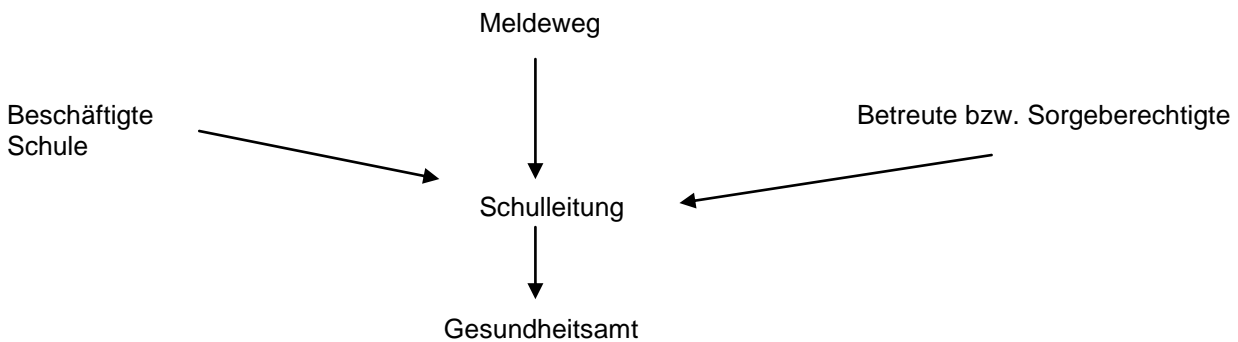 Meldeweg
Beschäftigte
Schule
Betreute bzw. Sorgeberechtigte
Schulleitung
Gesundheitsamt